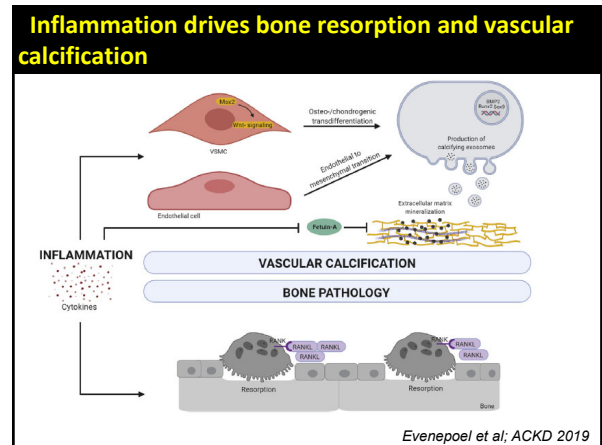 Inflammation drives bone resorption and vascular
calcification
Msx2
Wnt- signaling
VSMC
Osteo-/chondrogenic
transdifferentiation
BMP2
Runx2 Sox9
Production of
calcifying exosomes
Endothelial to
mesenchymal transition
Endothelial cell
Extracellular matrix
mineralization
Fetuin-A
INFLAMMATION
Cytokines
VASCULAR CALCIFICATION
BONE PATHOLOGY
RANK
RANKL
RANKL
RANKL
Resorption
RANK
RANKL
RANKL
Resorption
Bone
Evenepoel et al; ACKD 2019